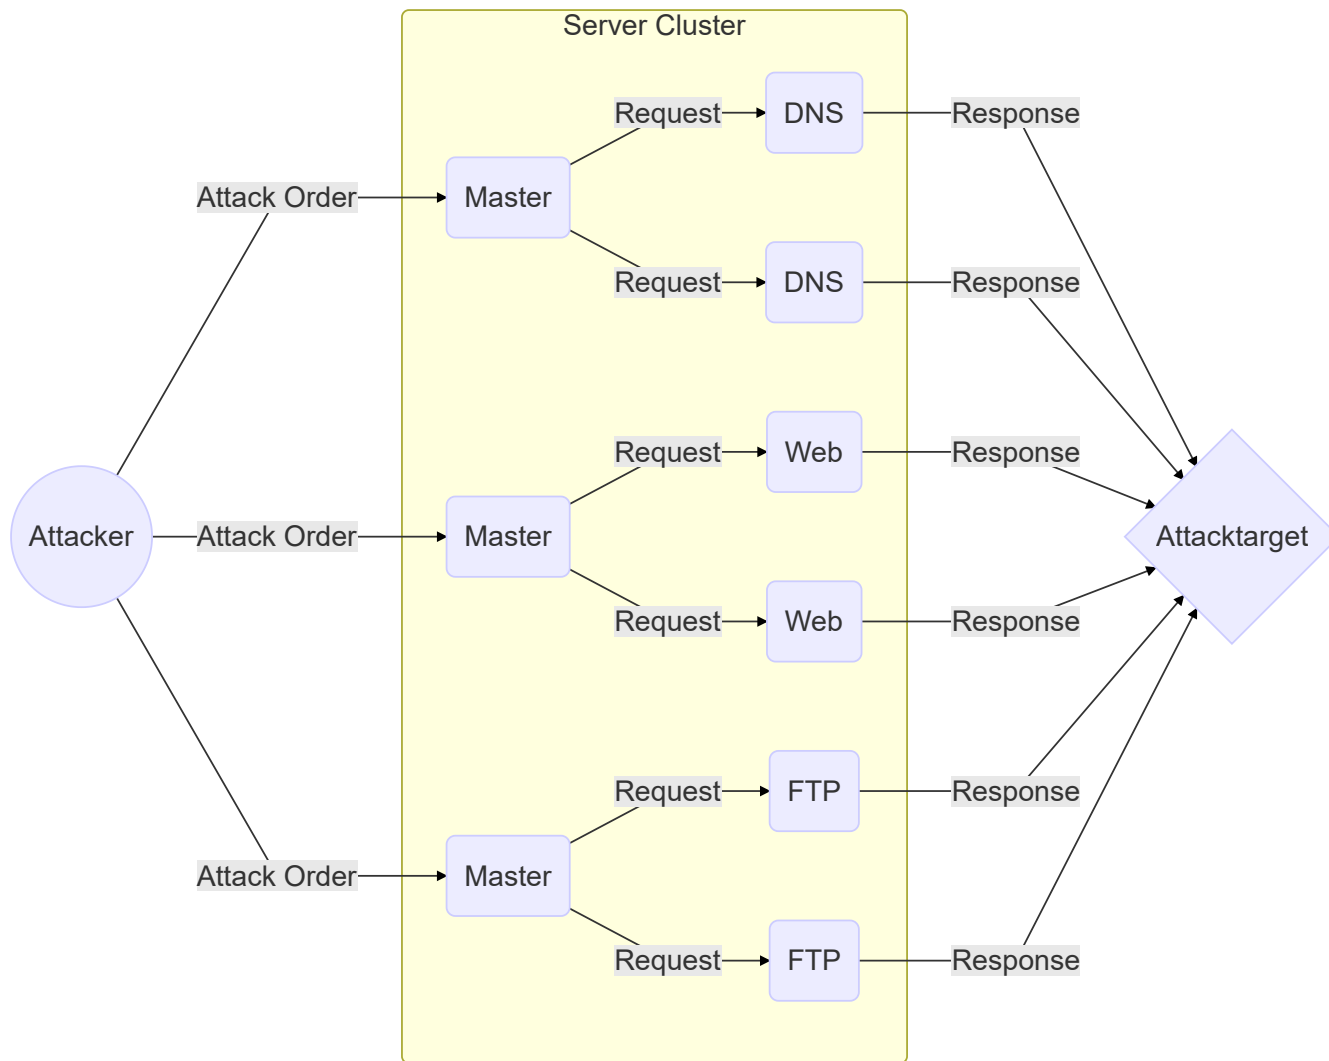 Server Cluster
Request
DNS
Response
Attack Order
Master
Request
DNS
Response
Request
Web
Response
Attacker
Attack Order
Master
Attacktarget
Request
Web
Response
Request
FTP
Response
Attack Order
Master
Request
FTP
Response